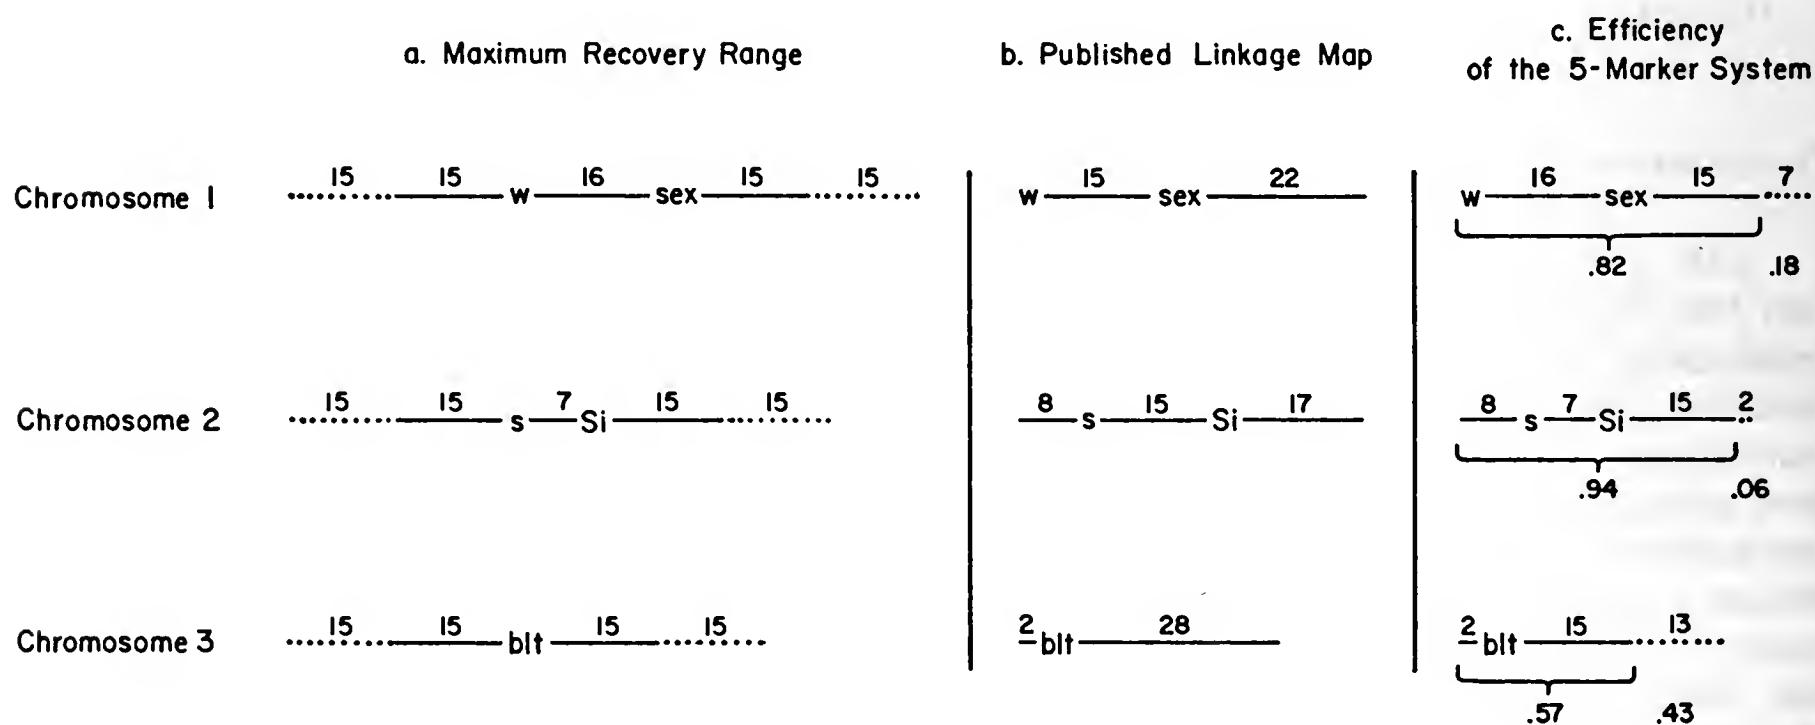 a. Maximum Recovery Range
b. Published Linkage Map
c. Efficiency
of the 5-Marker System
Chromosome 1
15 15 w 16 sex 15 15
w 15 sex 22
w 16 sex 15 7
.82 .18
Chromosome 2
15 15 s 7 Si 15 15
8 s 15 Si 17
8 s 7 Si 15 2
.94 .06
Chromosome 3
15 15 blt 15 15
2 blt 28
2 blt 15 13
.57 .43